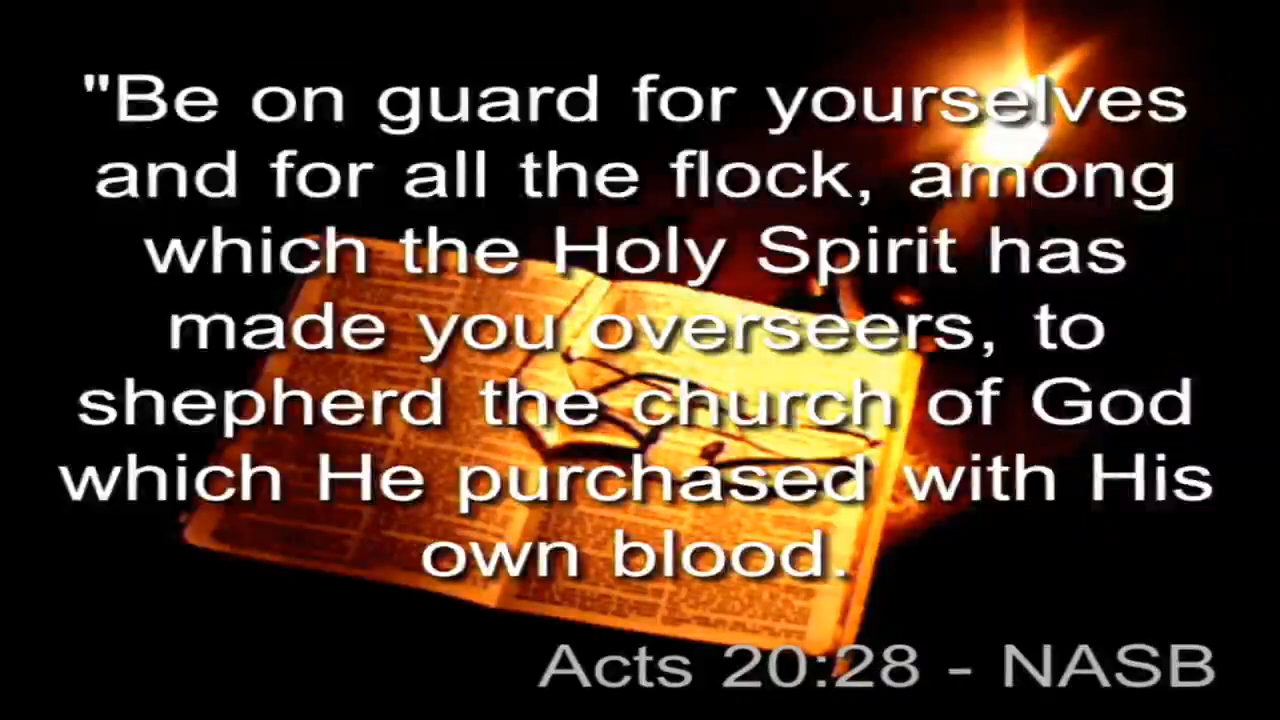 "Be on guard for yourselves
and for all the flock, among
which the Holy Spirit has
made you overseers, to
shepherd the church of God
which He purchased with His
own blood.
Acts 20:28 - NASB